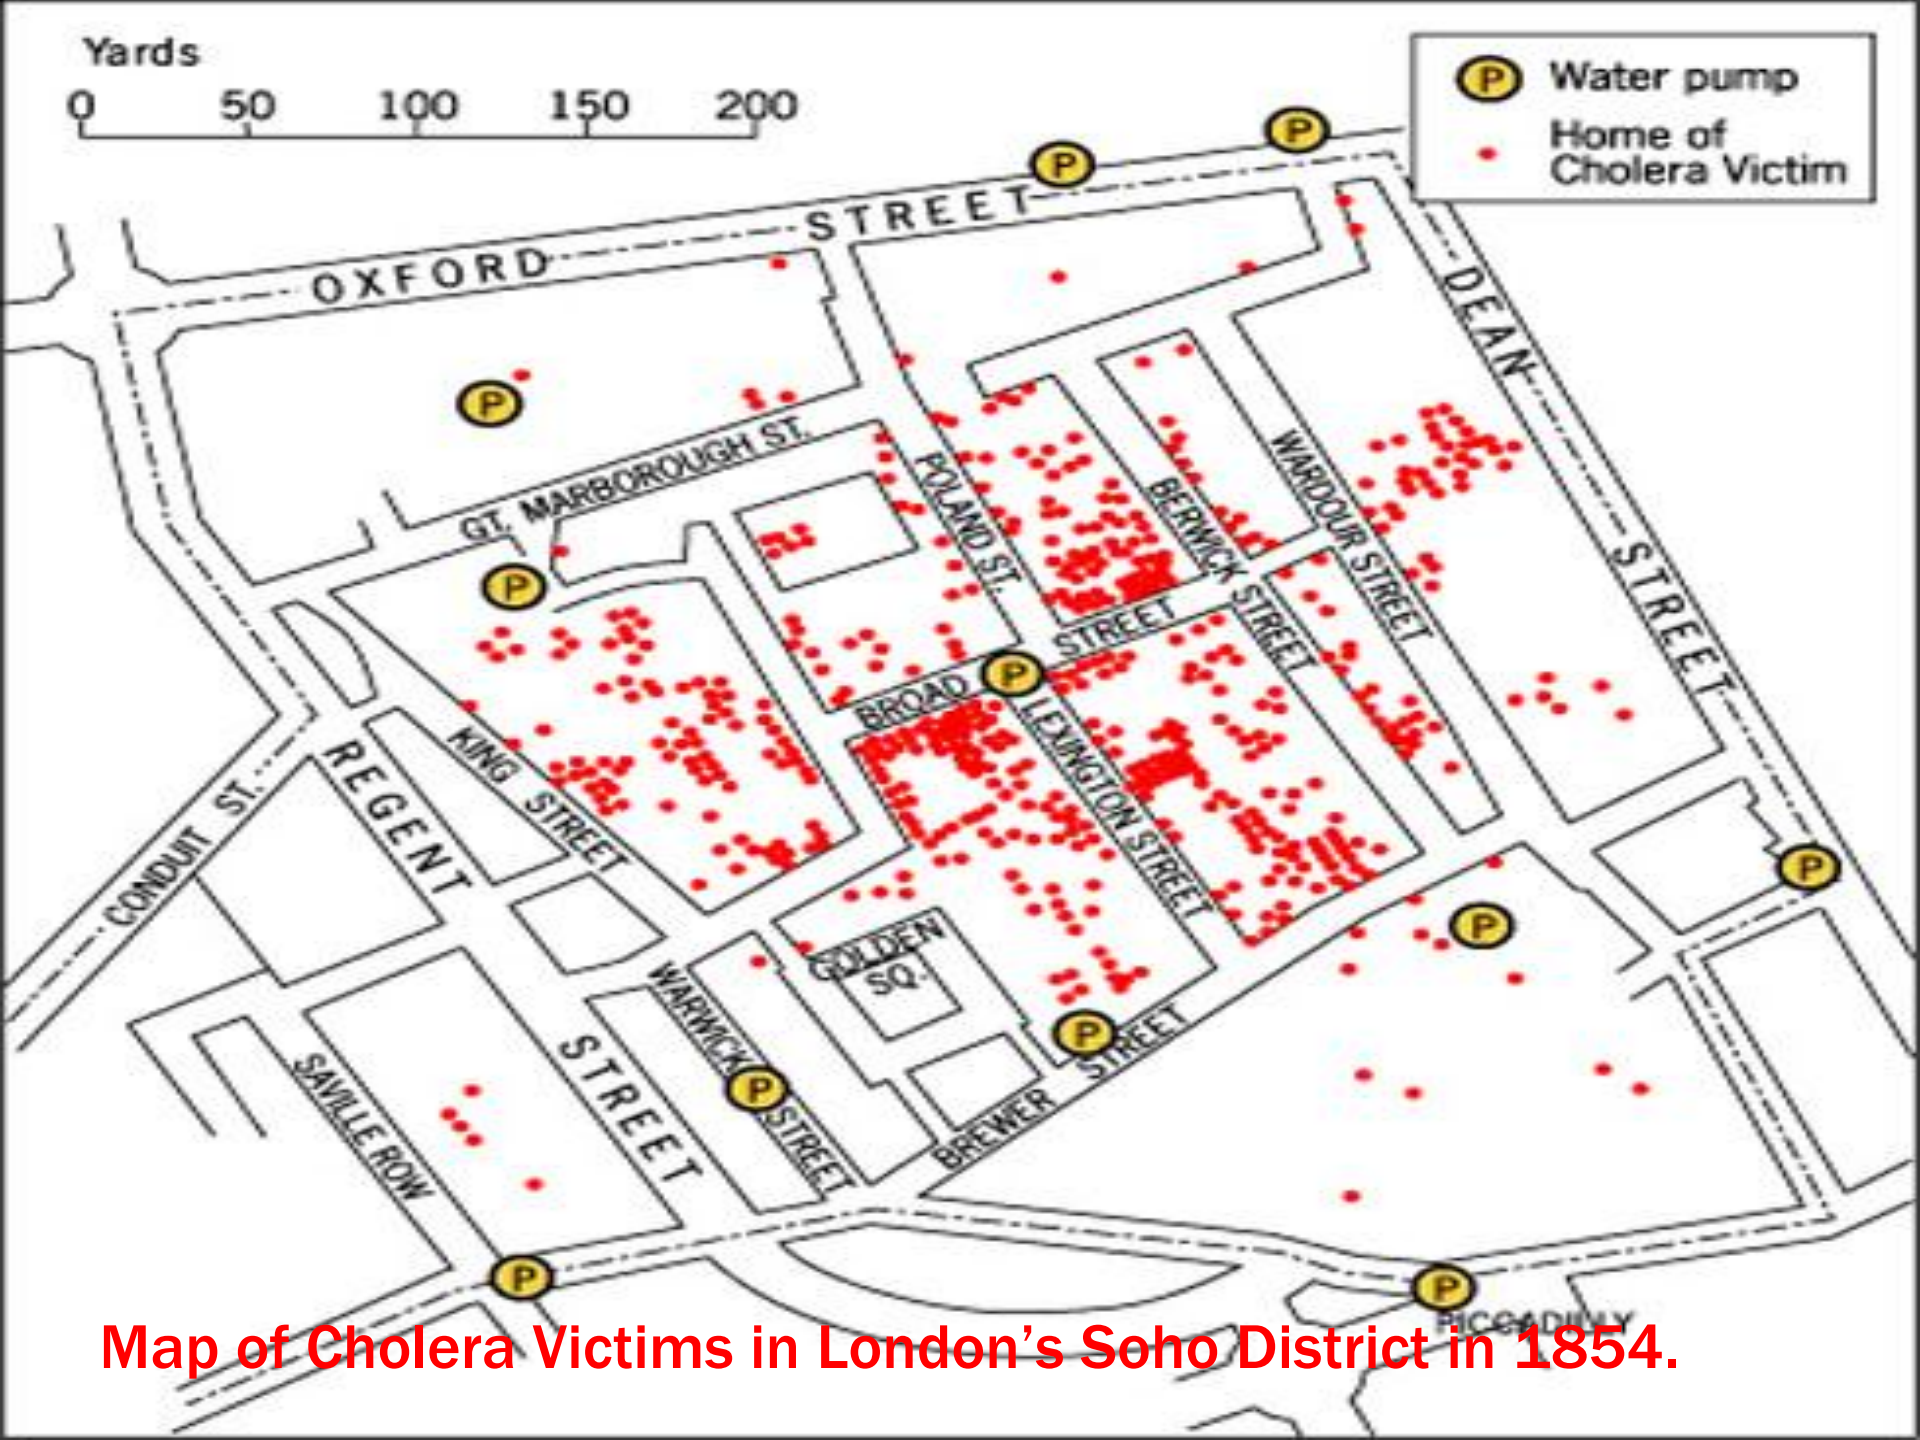 Yards
0 50 100 150 200
P Water pump
Home of
Cholera Victim
P
P
OXFORD STREET
DEAN STREET
P
GT. MARBOROUGH ST.
POLAND ST.
BERWICK STREET
WARDOUR STREET
P
BROAD P STREET
LEXINGTON STREET
KING STREET
REGENT STREET
CONDUIT ST.
P
P
GOLDEN
SQ.
WARWICK P STREET
P
BREWER STREET
SAVILLE ROW
P
P
PICCADILLY
Map of Cholera Victims in London’s Soho District in 1854.